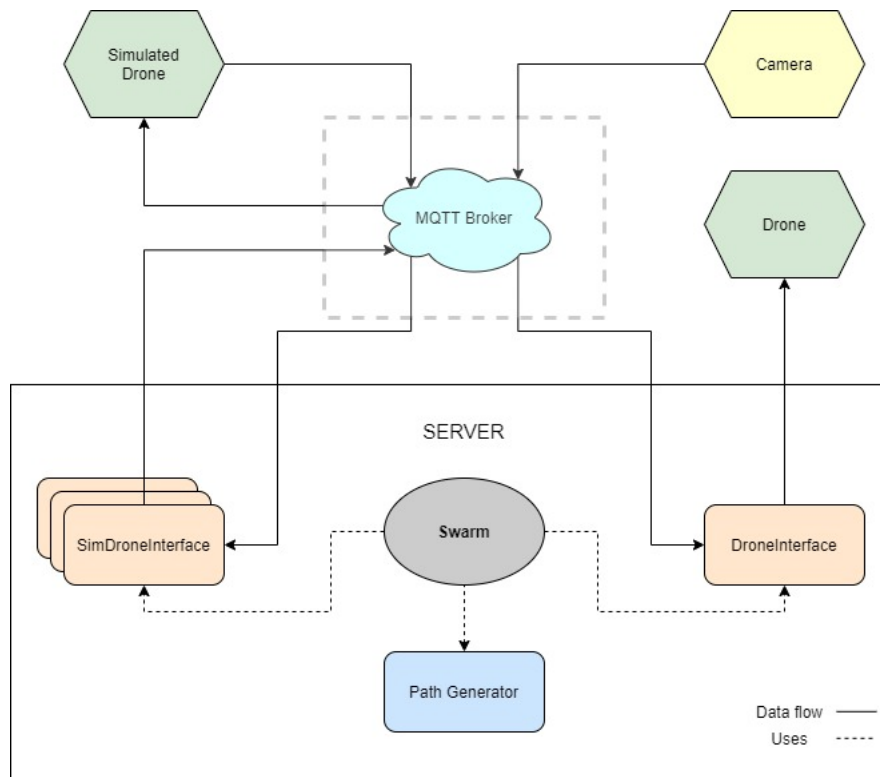 Simulated
Drone
Camera
MQTT Broker
Drone
SERVER
SimDroneInterface
Swarm
DroneInterface
Path Generator
Data flow
Uses